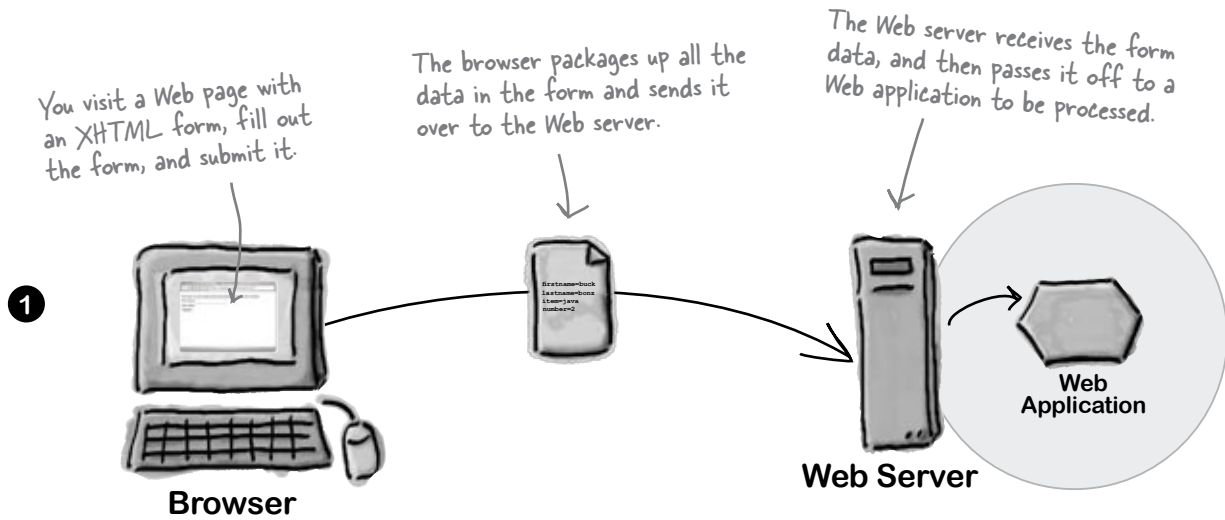 You visit a Web page with
an XHTML form, fill out
the form, and submit it.
The browser packages up all the
data in the form and sends it
over to the Web server.
The Web server receives the form
data, and then passes it off to a
Web application to be processed.
1
firstname=buck
lastname=bonz
item=java
number=2
Web
Application
Browser
Web Server